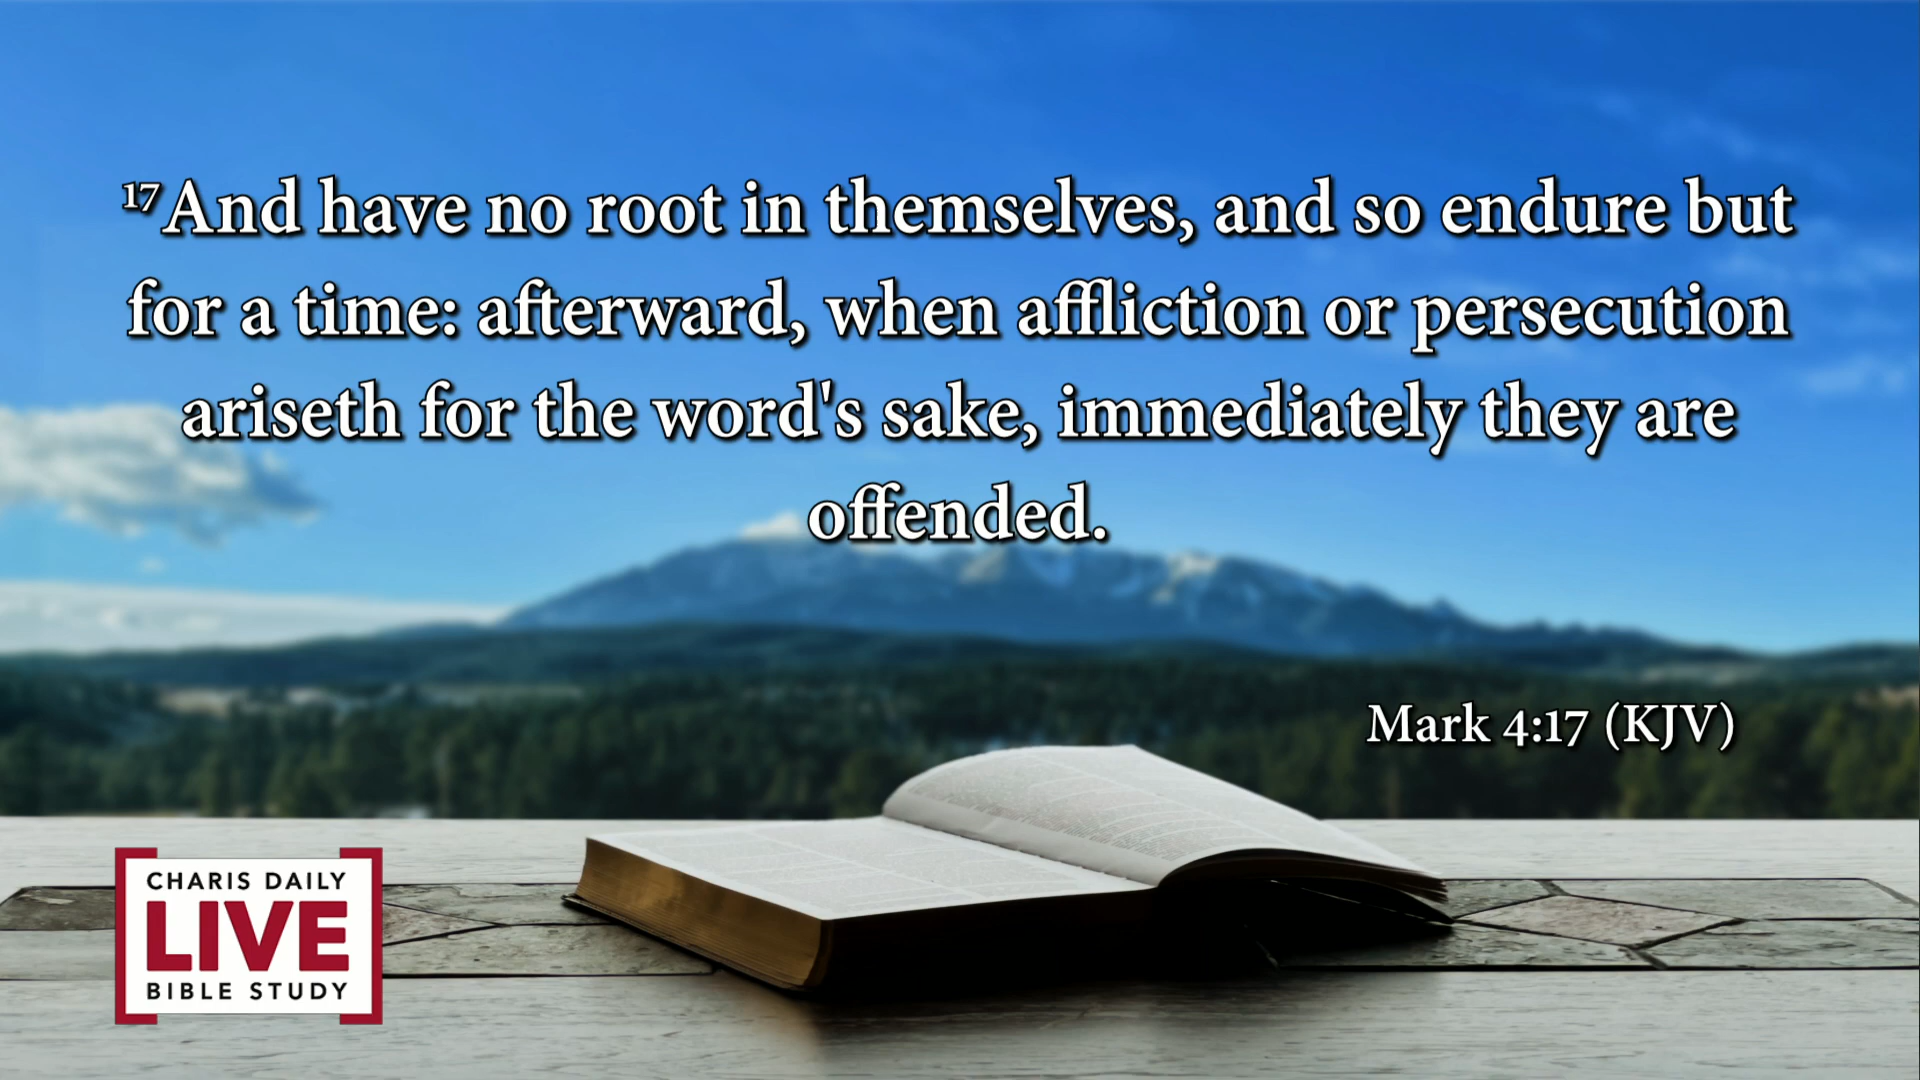 17And have no root in themselves, and so endure but
for a time: afterward, when affliction or persecution
ariseth for the word's sake, immediately they are
offended.
Mark 4:17 (KJV)
CHARIS DAILY
LIVE
BIBLE STUDY